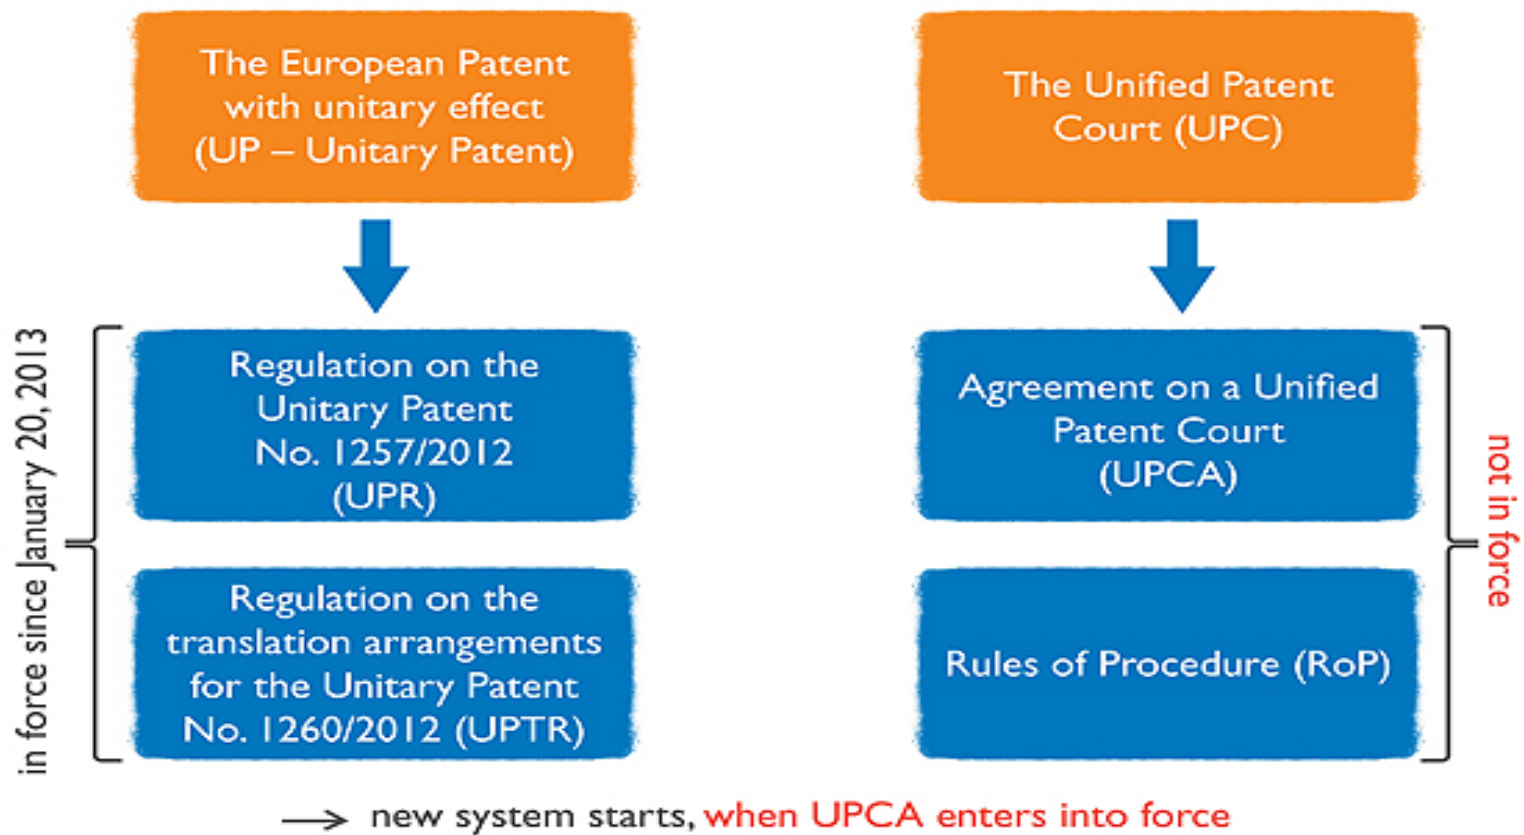 The European Patent
with unitary effect
(UP – Unitary Patent)
The Unified Patent
Court (UPC)
in force since January 20, 2013
Regulation on the
Unitary Patent
No. 1257/2012
(UPR)
Regulation on the
translation arrangements
for the Unitary Patent
No. 1260/2012 (UPTR)
Agreement on a Unified
Patent Court
(UPCA)
Rules of Procedure (RoP)
not in force
→ new system starts, when UPCA enters into force